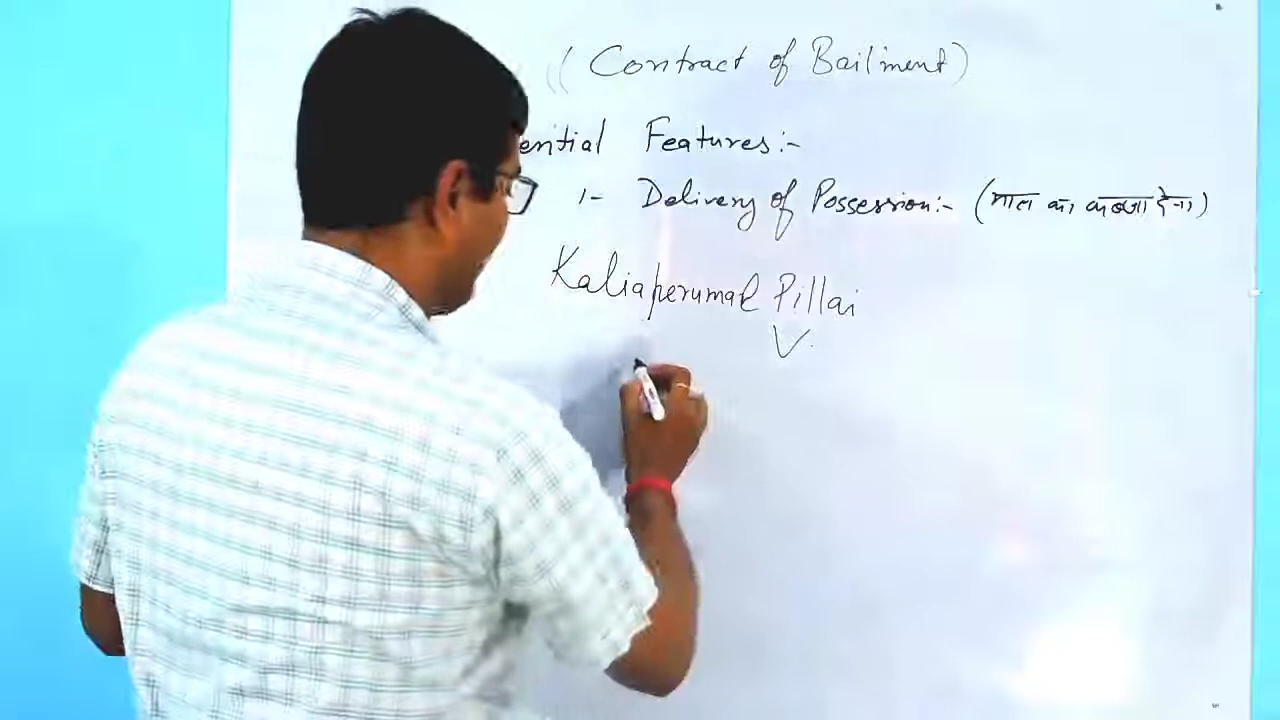 (Contract of Bailment)
ential Features:-
1- Delivery of Possession:- (माल का कब्जा देना)
Kaliaperumal Pillai
V.